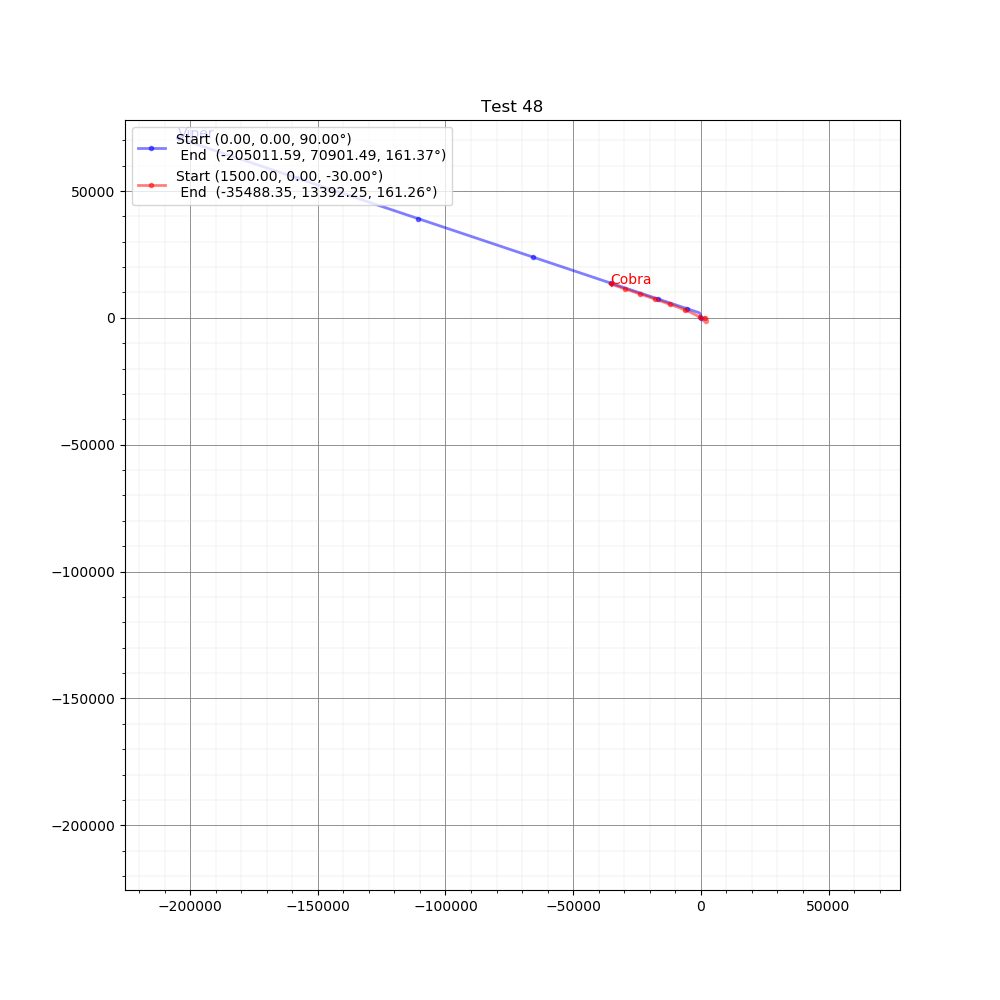 Test 48
Viper
Start (0.00, 0.00, 90.00°)
End (-205011.59, 70901.49, 161.37°)
Start (1500.00, 0.00, -30.00°)
End (-35488.35, 13392.25, 161.26°)
Cobra
50000
0
−50000
−100000
−150000
−200000
−200000 −150000 −100000 −50000 0 50000